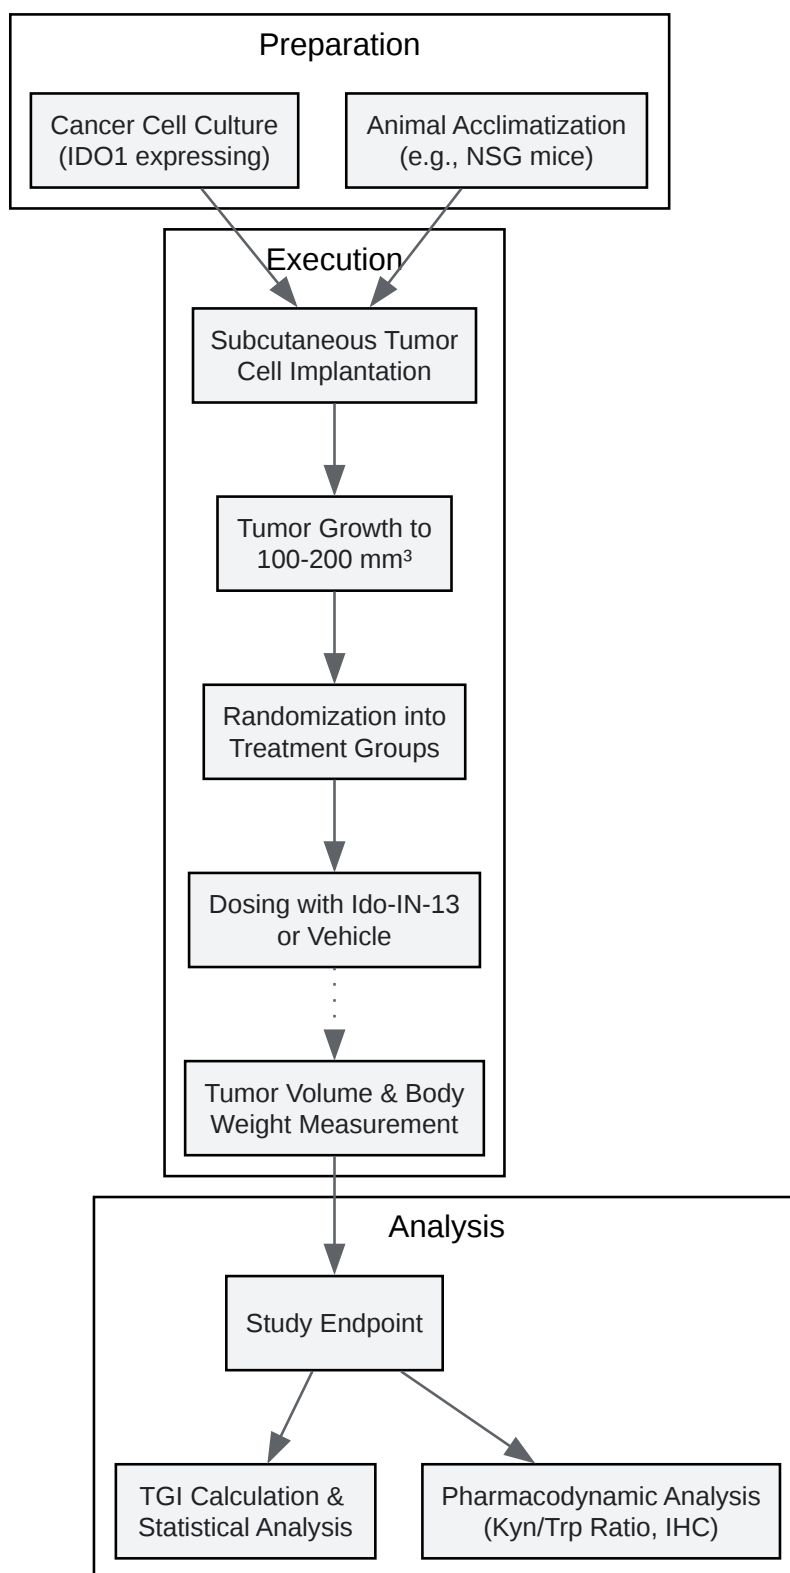 Preparation
Cancer Cell Culture
(IDO1 expressing)
Animal Acclimatization
(e.g., NSG mice)
Execution
Subcutaneous Tumor
Cell Implantation
Tumor Growth to
100-200 mm³
Randomization into
Treatment Groups
Dosing with Ido-IN-13
or Vehicle
Tumor Volume & Body
Weight Measurement
Analysis
Study Endpoint
TGI Calculation &
Statistical Analysis
Pharmacodynamic Analysis
(Kyn/Trp Ratio, IHC)